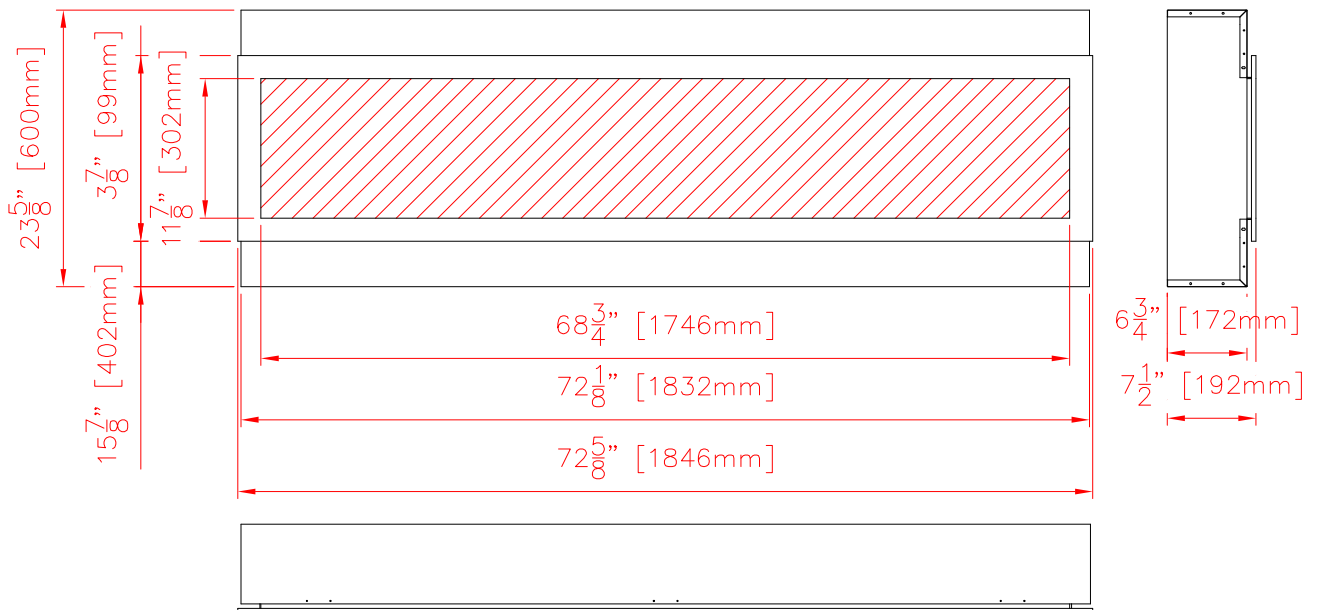 23 5/8" [600mm]
3 7/8" [99mm]
11 7/8" [302mm]
15 7/8" [402mm]
68 3/4" [1746mm]
72 1/8" [1832mm]
72 5/8" [1846mm]
6 3/4" [172mm]
7 1/2" [192mm]